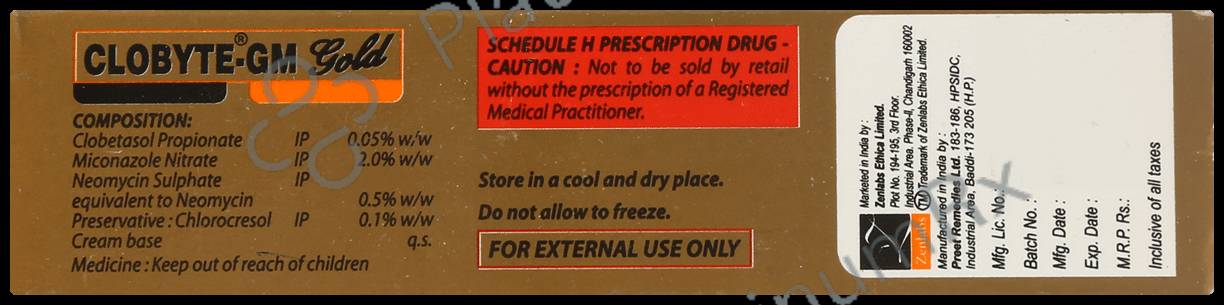 CLOBYTE®-GM Gold
COMPOSITION:
Clobetasol Propionate IP 0.05% w/w
Miconazole Nitrate IP 2.0% w/w
Neomycin Sulphate IP
equivalent to Neomycin 0.5% w/w
Preservative : Chlorocresol IP 0.1% w/w
Cream base q.s.
Medicine : Keep out of reach of children
SCHEDULE H PRESCRIPTION DRUG -
CAUTION : Not to be sold by retail
without the prescription of a Registered
Medical Practitioner.
Store in a cool and dry place.
Do not allow to freeze.
FOR EXTERNAL USE ONLY
Zenlabs
Marketed in India by :
Zenlabs Ethica Limited.
Plot No. 194-195, 3rd Floor.
Industrial Area, Phase-II, Chandigarh 160002
TM Trademark of Zenlabs Ethica Limited.
Manufactured in India by :
Preet Remedies Ltd. 183-186, HPSIDC,
Industrial Area, Baddi-173 205 (H.P.)
Mfg. Lic. No.:
Batch No. :
Mfg. Date :
Exp. Date :
M.R.P. Rs.:
Inclusive of all taxes